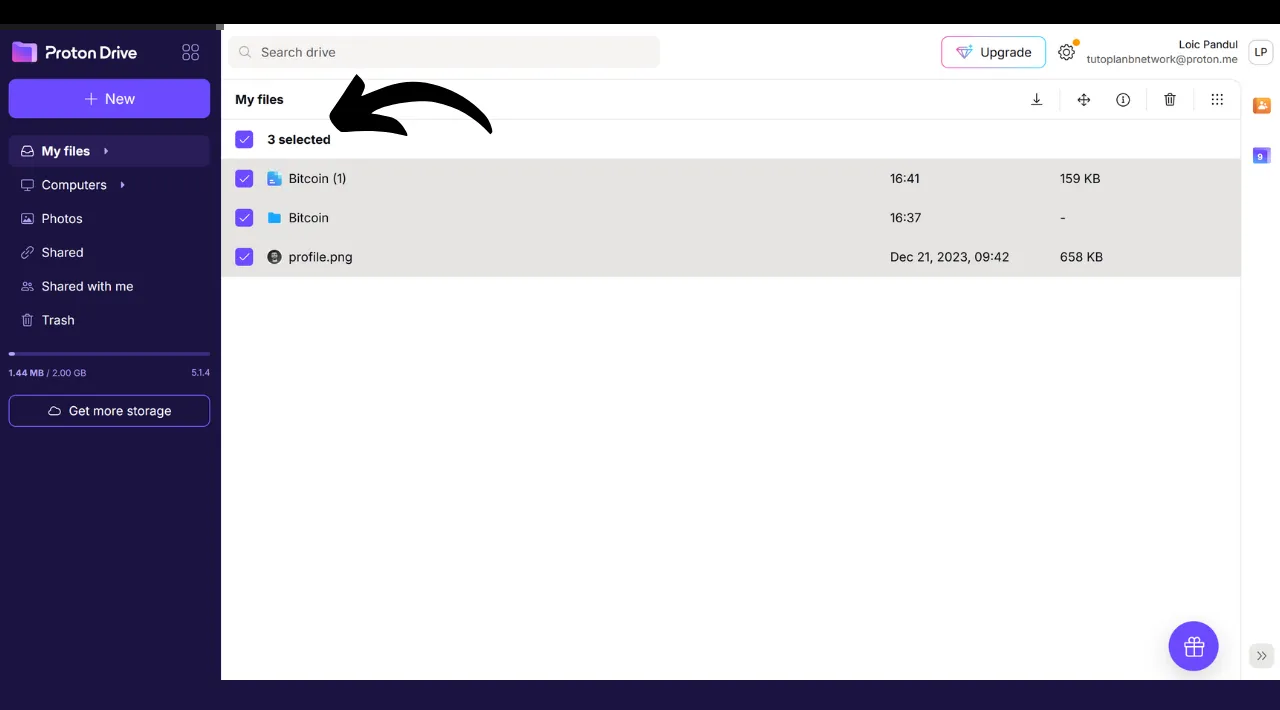 Proton Drive
Search drive
Upgrade
Loic Pandul
tutoplanbnetwork@proton.me
LP
New
My files
Computers
Photos
Shared
Shared with me
Trash
1.44 MB / 2.00 GB
5.1.4
Get more storage
My files
3 selected
Bitcoin (1) 16:41 159 KB
Bitcoin 16:37 -
profile.png Dec 21, 2023, 09:42 658 KB
9